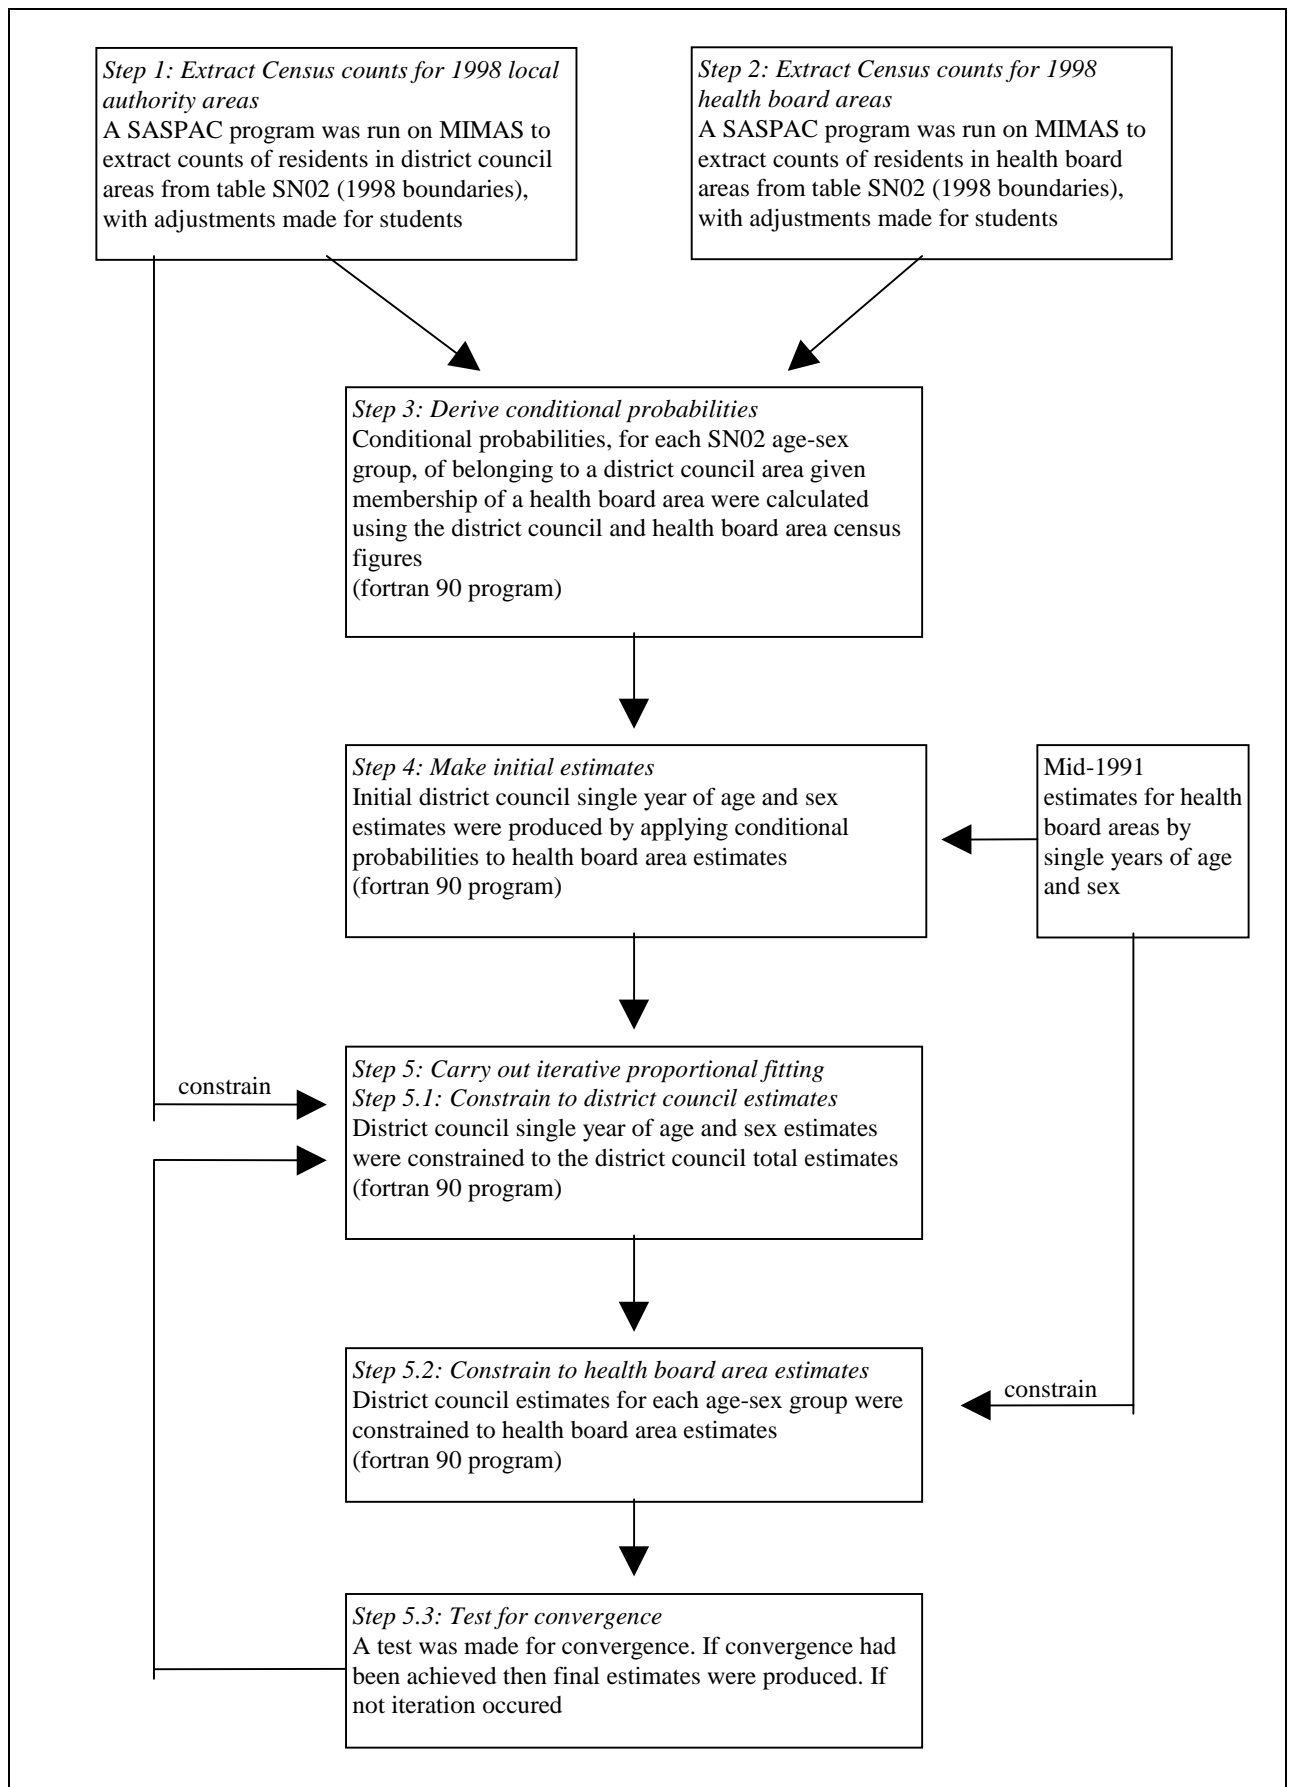 Step 1: Extract Census counts for 1998 local
authority areas
A SASPAC program was run on MIMAS to
extract counts of residents in district council
areas from table SN02 (1998 boundaries),
with adjustments made for students
Step 2: Extract Census counts for 1998
health board areas
A SASPAC program was run on MIMAS to
extract counts of residents in health board
areas from table SN02 (1998 boundaries),
with adjustments made for students
Step 3: Derive conditional probabilities
Conditional probabilities, for each SN02 age-sex
group, of belonging to a district council area given
membership of a health board area were calculated
using the district council and health board area census
figures
(fortran 90 program)
Step 4: Make initial estimates
Initial district council single year of age and sex
estimates were produced by applying conditional
probabilities to health board area estimates
(fortran 90 program)
Mid-1991
estimates for health
board areas by
single years of age
and sex
constrain
Step 5: Carry out iterative proportional fitting
Step 5.1: Constrain to district council estimates
District council single year of age and sex estimates
were constrained to the district council total estimates
(fortran 90 program)
Step 5.2: Constrain to health board area estimates
District council estimates for each age-sex group were
constrained to health board area estimates
(fortran 90 program)
constrain
Step 5.3: Test for convergence
A test was made for convergence. If convergence had
been achieved then final estimates were produced. If
not iteration occured